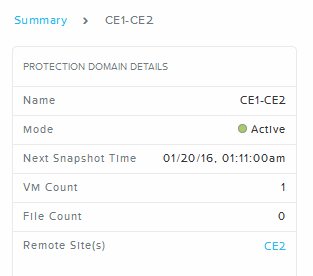 Summary > CE1-CE2
PROTECTION DOMAIN DETAILS
Name CE1-CE2
Mode Active
Next Snapshot Time 01/20/16, 01:11:00am
VM Count 1
File Count 0
Remote Site(s) CE2